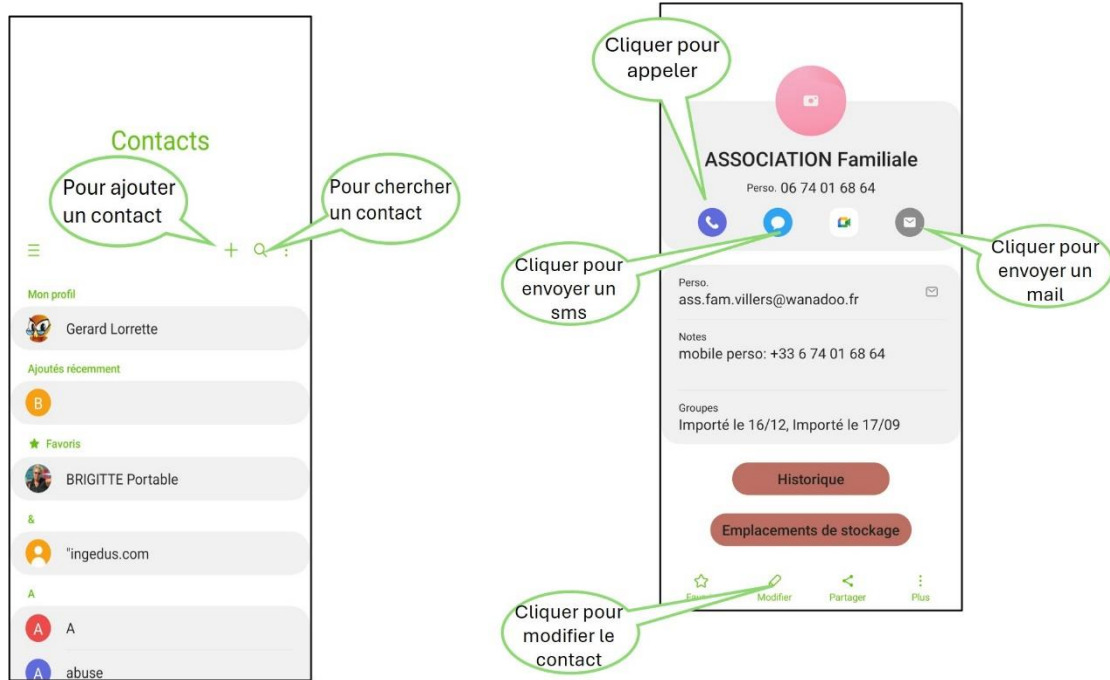 Contacts
Pour ajouter
un contact
Pour chercher
un contact
Mon profil
Gerard Lorrette
Ajoutés récemment
B
Favoris
BRIGITTE Portable
&
"ingedus.com
A
A
A
A
abuse
Cliquer pour
appeler
ASSOCIATION Familiale
Perso. 06 74 01 68 64
Cliquer pour
envoyer un
sms
Cliquer pour
envoyer un
mail
Perso.
ass.fam.villers@wanadoo.fr
Notes
mobile perso: +33 6 74 01 68 64
Groupes
Importé le 16/12, Importé le 17/09
Historique
Emplacements de stockage
Modifier
Partager
Plus
Cliquer pour
modifier le
contact